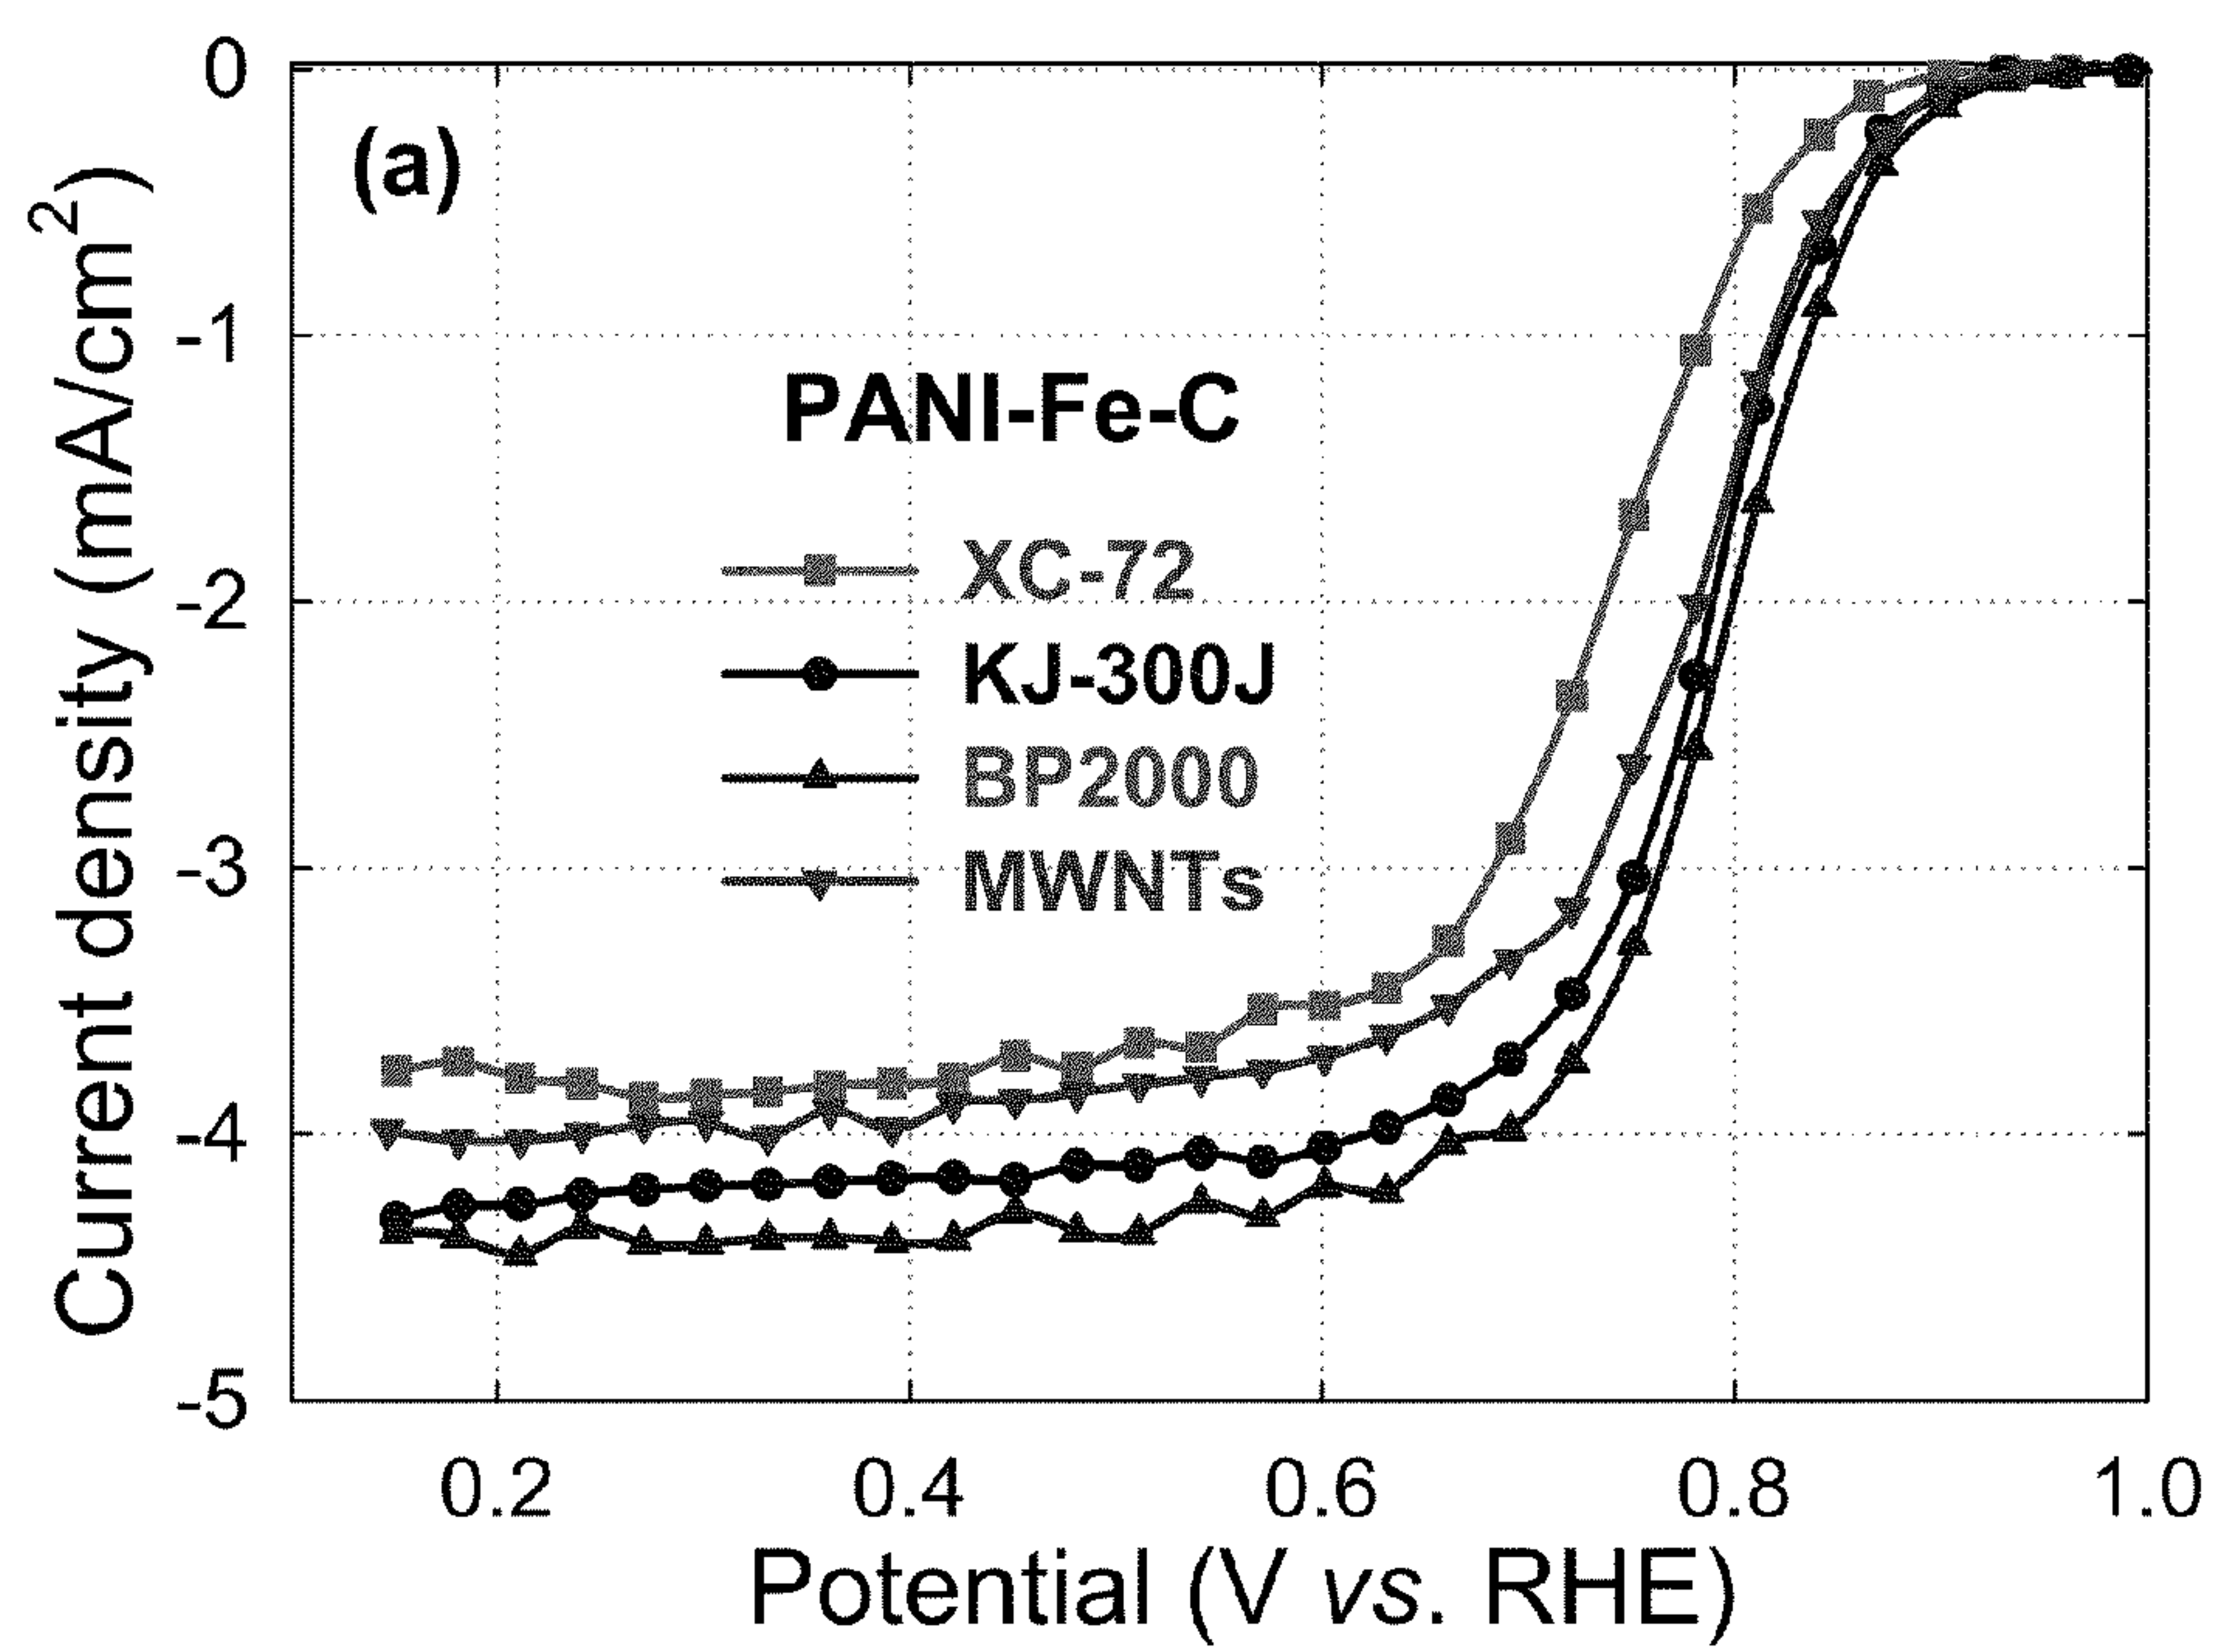 Current density (mA/cm²)
0
-1
-2
-3
-4
-5
(a)
PANI-Fe-C
XC-72
KJ-300J
BP2000
MWNTs
0.2 0.4 0.6 0.8 1.0
Potential (V vs. RHE)